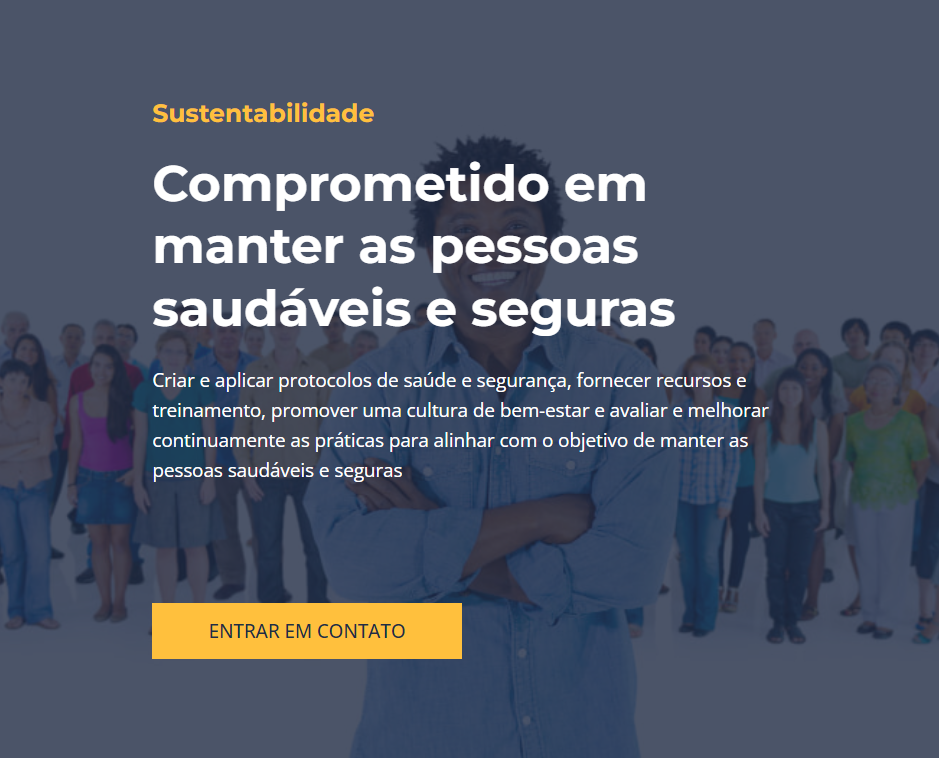 Sustentabilidade
Comprometido em
manter as pessoas
saudáveis e seguras
Criar e aplicar protocolos de saúde e segurança, fornecer recursos e
treinamento, promover uma cultura de bem-estar e avaliar e melhorar
continuamente as práticas para alinhar com o objetivo de manter as
pessoas saudáveis e seguras
ENTRAR EM CONTATO